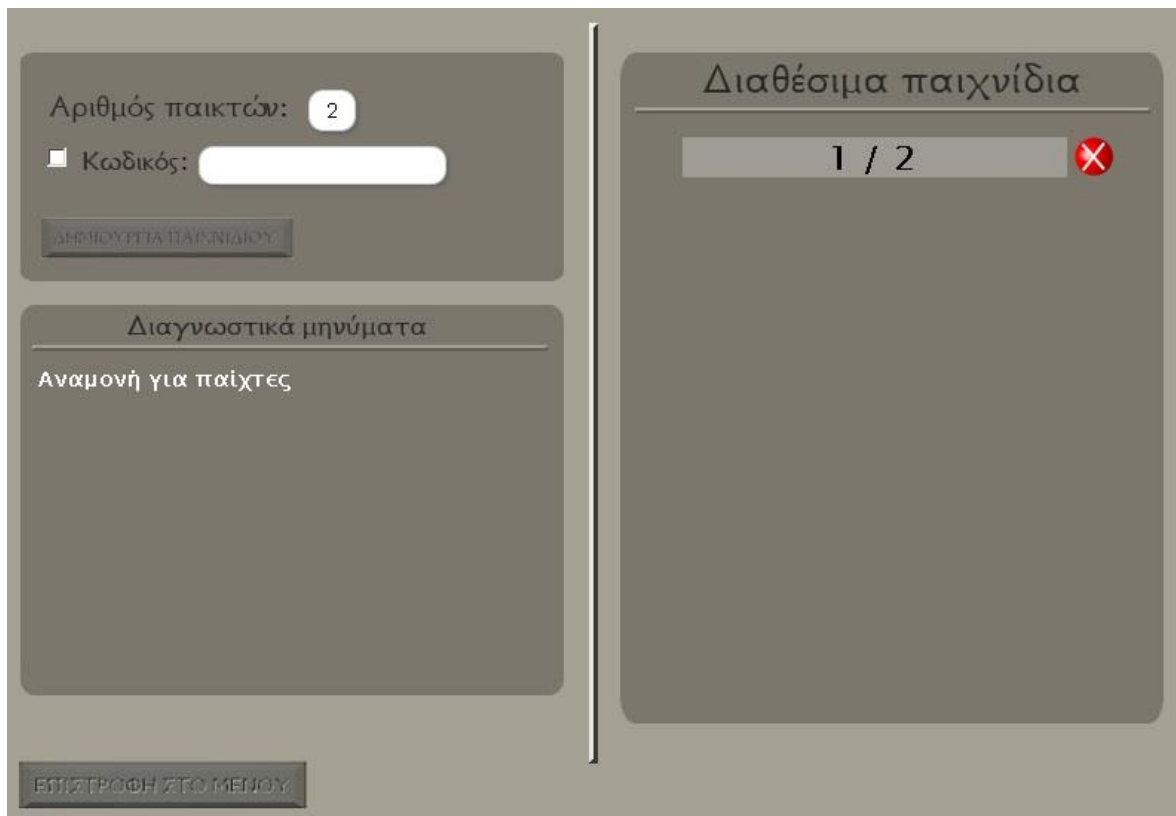 Αριθμός παικτών: 2
Κωδικός:
ΔΗΜΙΟΥΡΓΙΑ ΠΑΙΧΝΙΔΙΟΥ
Διαγνωστικά μηνύματα
Αναμονή για παίχτες
ΕΠΙΣΤΡΟΦΗ ΣΤΟ ΜΕΝΟΥ
Διαθέσιμα παιχνίδια
1 / 2